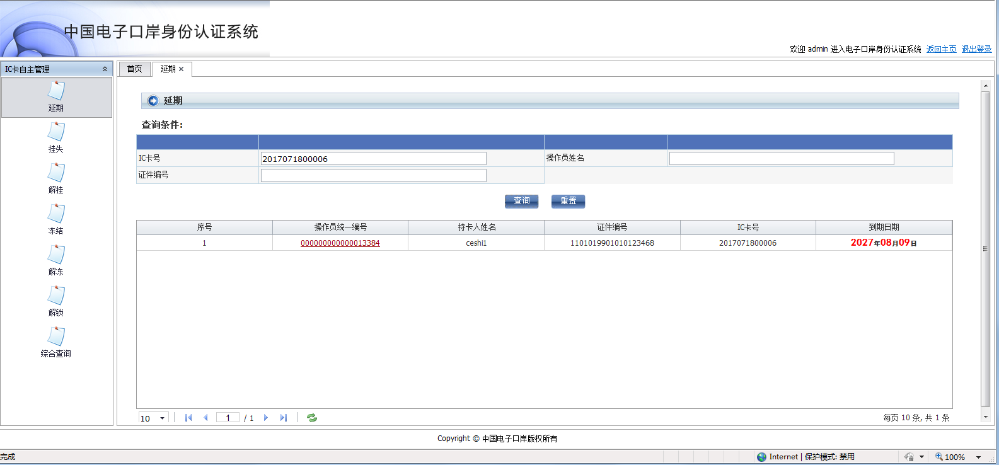 中国电子口岸身份认证系统
欢迎 admin 进入电子口岸身份认证系统 返回主页 退出登录
IC卡自主管理
首页 延期
延期
挂失
解挂
冻结
解冻
解锁
综合查询
延期
查询条件:
IC卡号 2017071800006 操作员姓名
证件编号
查询 重置
序号 操作员统一编号 持卡人姓名 证件编号 IC卡号 到期日期
1 000000000000013384 ceshi1 1101019901010123468 2017071800006 2027年08月09日
10 1 / 1 每页 10 条, 共 1 条
Copyright © 中国电子口岸版权所有
完成 Internet | 保护模式: 禁用 100%